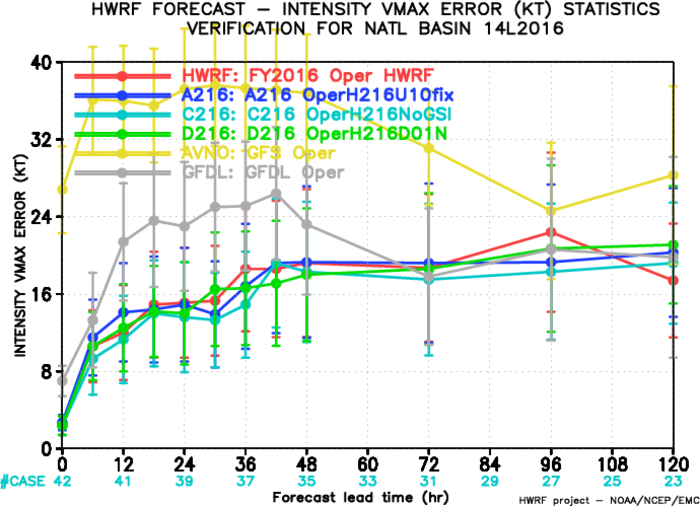 HWRF FORECAST – INTENSITY VMAX ERROR (KT) STATISTICS
VERIFICATION FOR NATL BASIN 14L2016
INTENSITY VMAX ERROR (KT)
40
32
24
16
8
0
HWRF: FY2016 Oper HWRF
A216: A216 OperH216U10fix
C216: C216 OperH216NoGSI
D216: D216 OperH216D01N
AVNO: GFS Oper
GFDL: GFDL Oper
0 12 24 36 48 60 72 84 96 108 120
#CASE 42 41 39 37 35 33 31 29 27 25 23
Forecast lead time (hr)
HWRF project – NOAA/NCEP/EMC